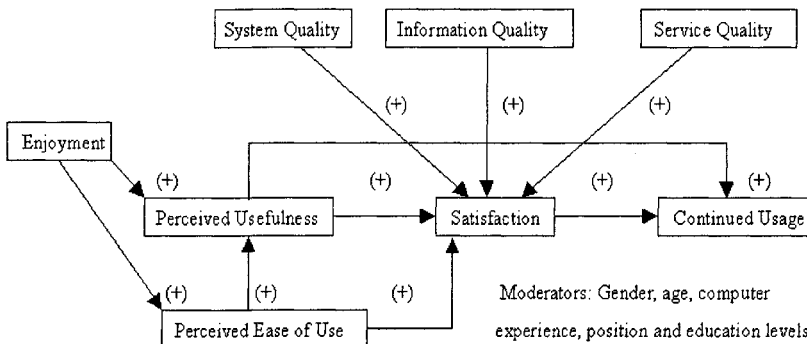 System Quality
Information Quality
Service Quality
(+)
(+)
(+)
Enjoyment
(+)
(+)
(+)
(+)
Perceived Usefulness
Satisfaction
Continued Usage
(+)
(+)
(+)
Moderators: Gender, age, computer
Perceived Ease of Use
experience, position and education levels